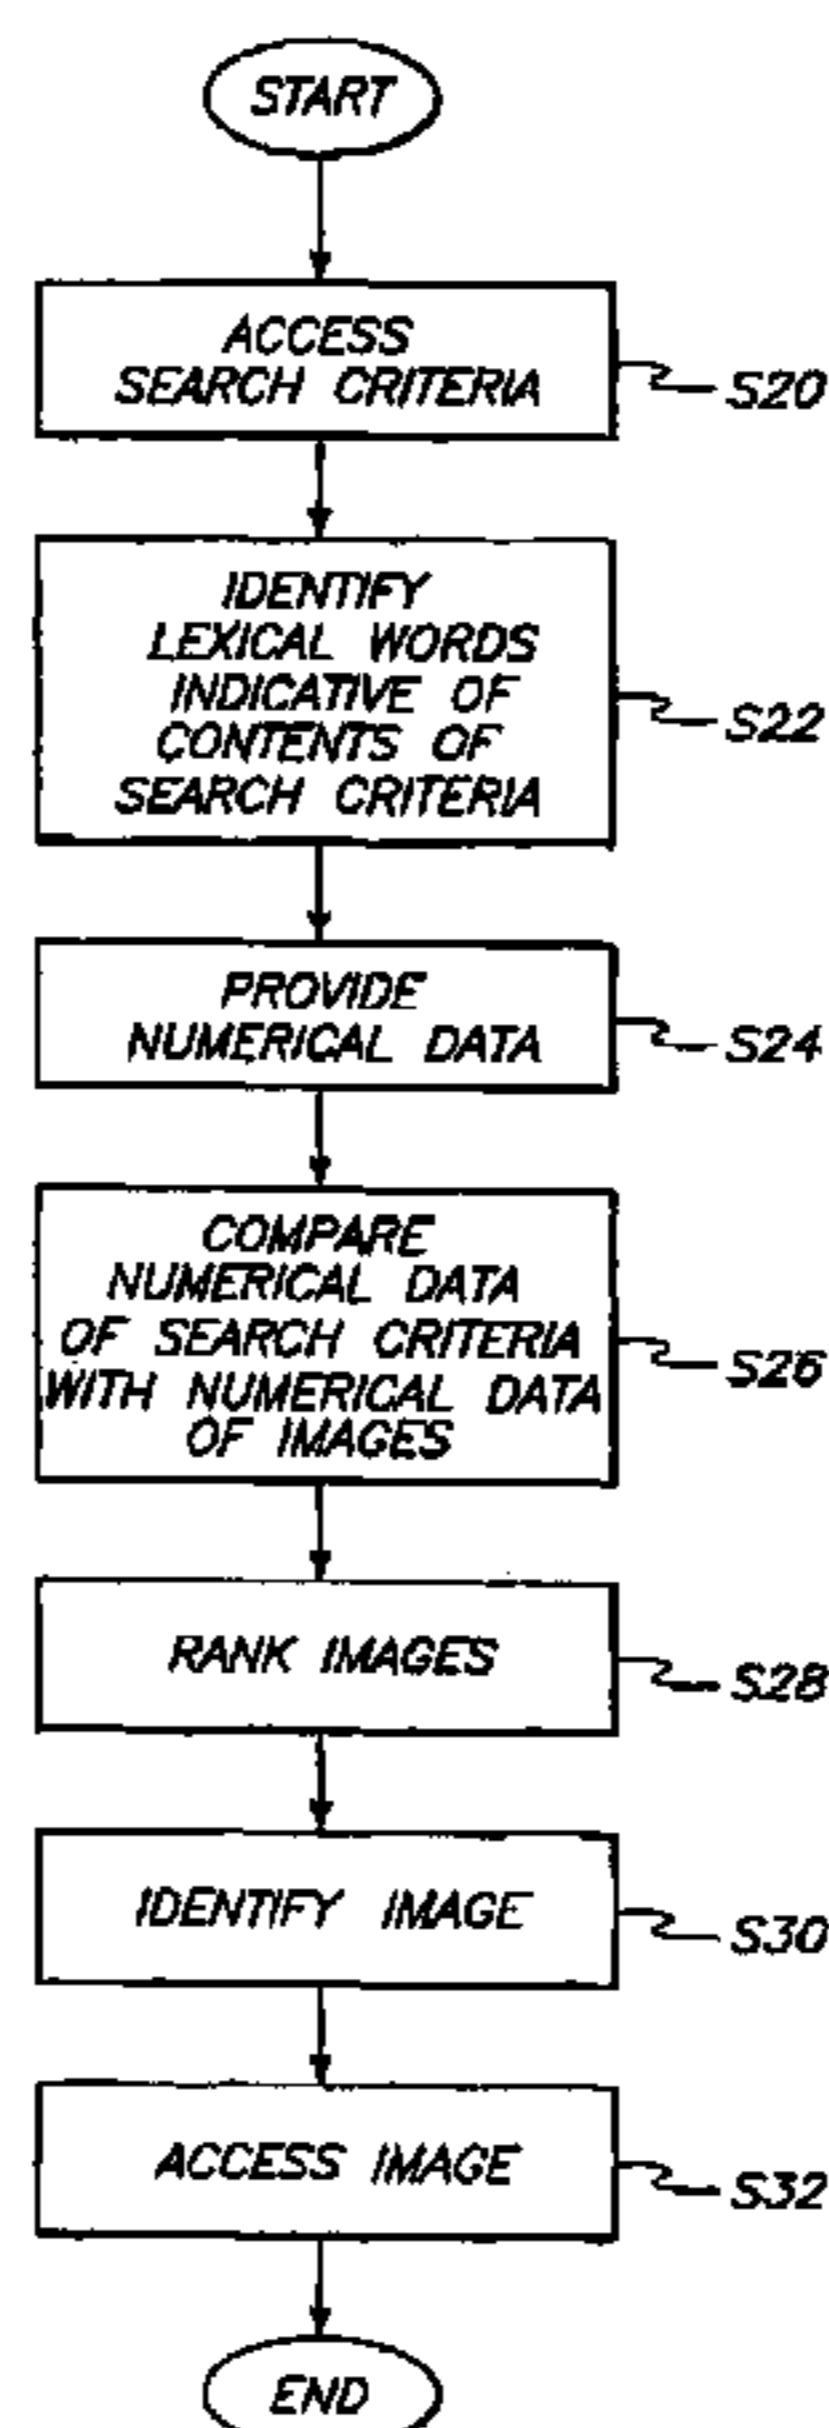 START
ACCESS
SEARCH CRITERIA
S20
IDENTIFY
LEXICAL WORDS
INDICATIVE OF
CONTENTS OF
SEARCH CRITERIA
S22
PROVIDE
NUMERICAL DATA
S24
COMPARE
NUMERICAL DATA
OF SEARCH CRITERIA
WITH NUMERICAL DATA
OF IMAGES
S26
RANK IMAGES
S28
IDENTIFY IMAGE
S30
ACCESS IMAGE
S32
END